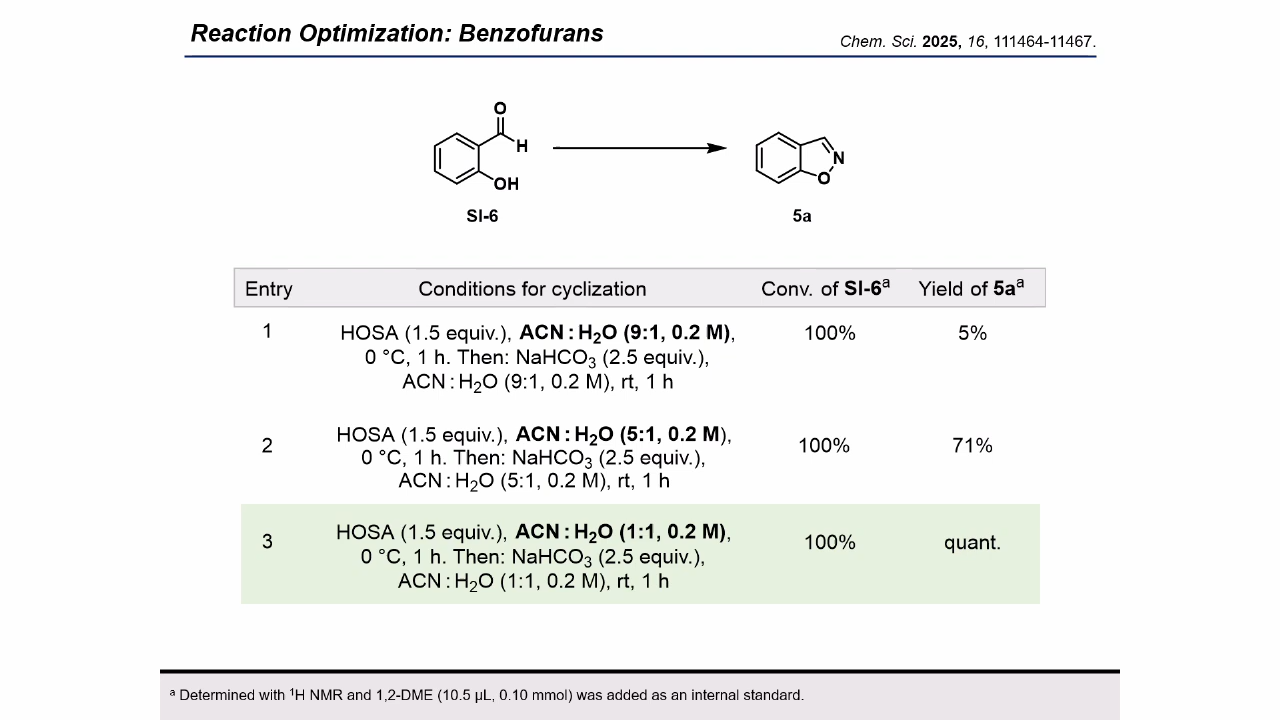 Reaction Optimization: Benzofurans
Chem. Sci. 2025, 16, 111464-11467.
O
H
OH
SI-6
N
O
5a
Entry Conditions for cyclization Conv. of SI-6ᵃ Yield of 5aᵃ
1 HOSA (1.5 equiv.), ACN : H₂O (9:1, 0.2 M), 100% 5%
0 °C, 1 h. Then: NaHCO₃ (2.5 equiv.),
ACN : H₂O (9:1, 0.2 M), rt, 1 h
HOSA (1.5 equiv.), ACN : H₂O (5:1, 0.2 M),
2 0 °C, 1 h. Then: NaHCO₃ (2.5 equiv.), 100% 71%
ACN : H₂O (5:1, 0.2 M), rt, 1 h
HOSA (1.5 equiv.), ACN : H₂O (1:1, 0.2 M),
3 0 °C, 1 h. Then: NaHCO₃ (2.5 equiv.), 100% quant.
ACN : H₂O (1:1, 0.2 M), rt, 1 h
ᵃ Determined with ¹H NMR and 1,2-DME (10.5 µL, 0.10 mmol) was added as an internal standard.